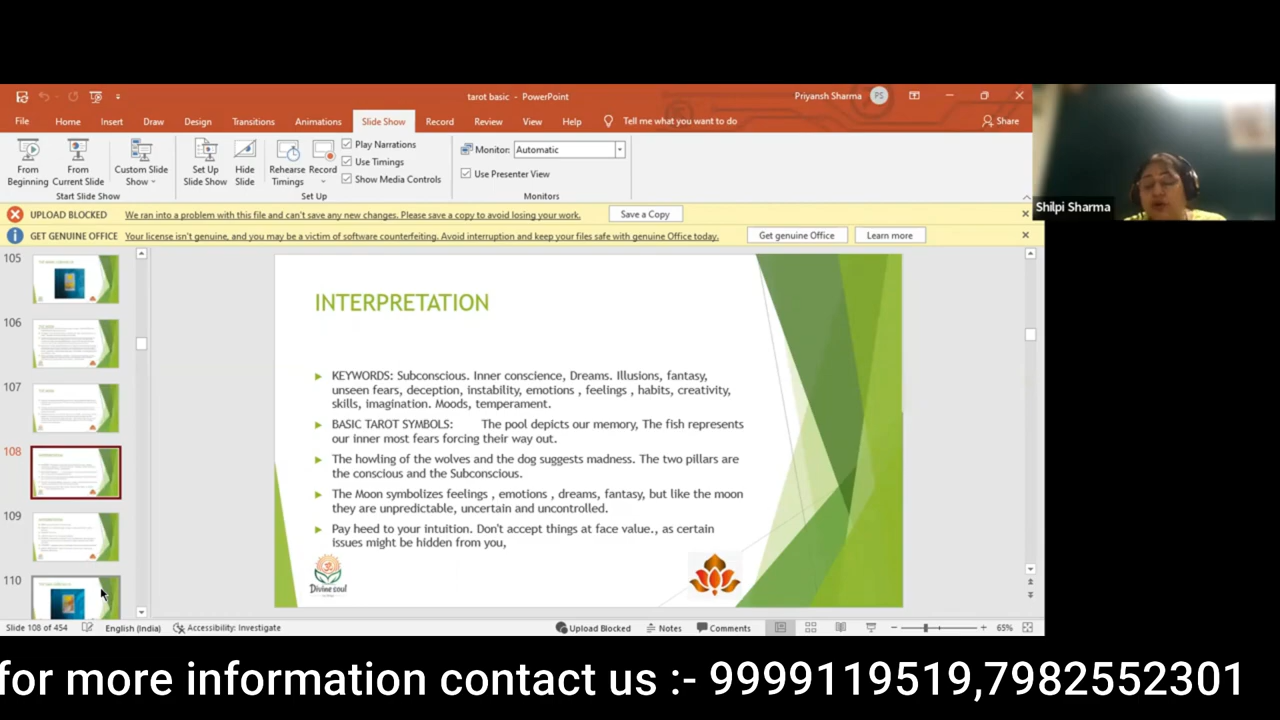 tarot basic - PowerPoint
Priyansh Sharma PS
File Home Insert Draw Design Transitions Animations Slide Show Record Review View Help Tell me what you want to do Share
From Beginning
From Current Slide
Custom Slide Show
Set Up Slide Show
Hide Slide
Rehearse Timings
Record
Play Narrations
Use Timings
Show Media Controls
Monitor: Automatic
Use Presenter View
Start Slide Show Set Up Monitors
UPLOAD BLOCKED We ran into a problem with this file and can't save any new changes. Please save a copy to avoid losing your work. Save a Copy
GET GENUINE OFFICE Your license isn't genuine, and you may be a victim of software counterfeiting. Avoid interruption and keep your files safe with genuine Office today. Get genuine Office Learn more
Shilpi Sharma
105
106
107
108
109
110
INTERPRETATION
KEYWORDS: Subconscious. Inner conscience, Dreams. Illusions, fantasy,
unseen fears, deception, instability, emotions , feelings , habits, creativity,
skills, imagination. Moods, temperament.
BASIC TAROT SYMBOLS: The pool depicts our memory, The fish represents
our inner most fears forcing their way out.
The howling of the wolves and the dog suggests madness. The two pillars are
the conscious and the Subconscious.
The Moon symbolizes feelings , emotions , dreams, fantasy, but like the moon
they are unpredictable, uncertain and uncontrolled.
Pay heed to your intuition. Don't accept things at face value., as certain
issues might be hidden from you,
Divine soul
Slide 108 of 454 English (India) Accessibility: Investigate Upload Blocked Notes Comments 65%
for more information contact us :- 9999119519,7982552301